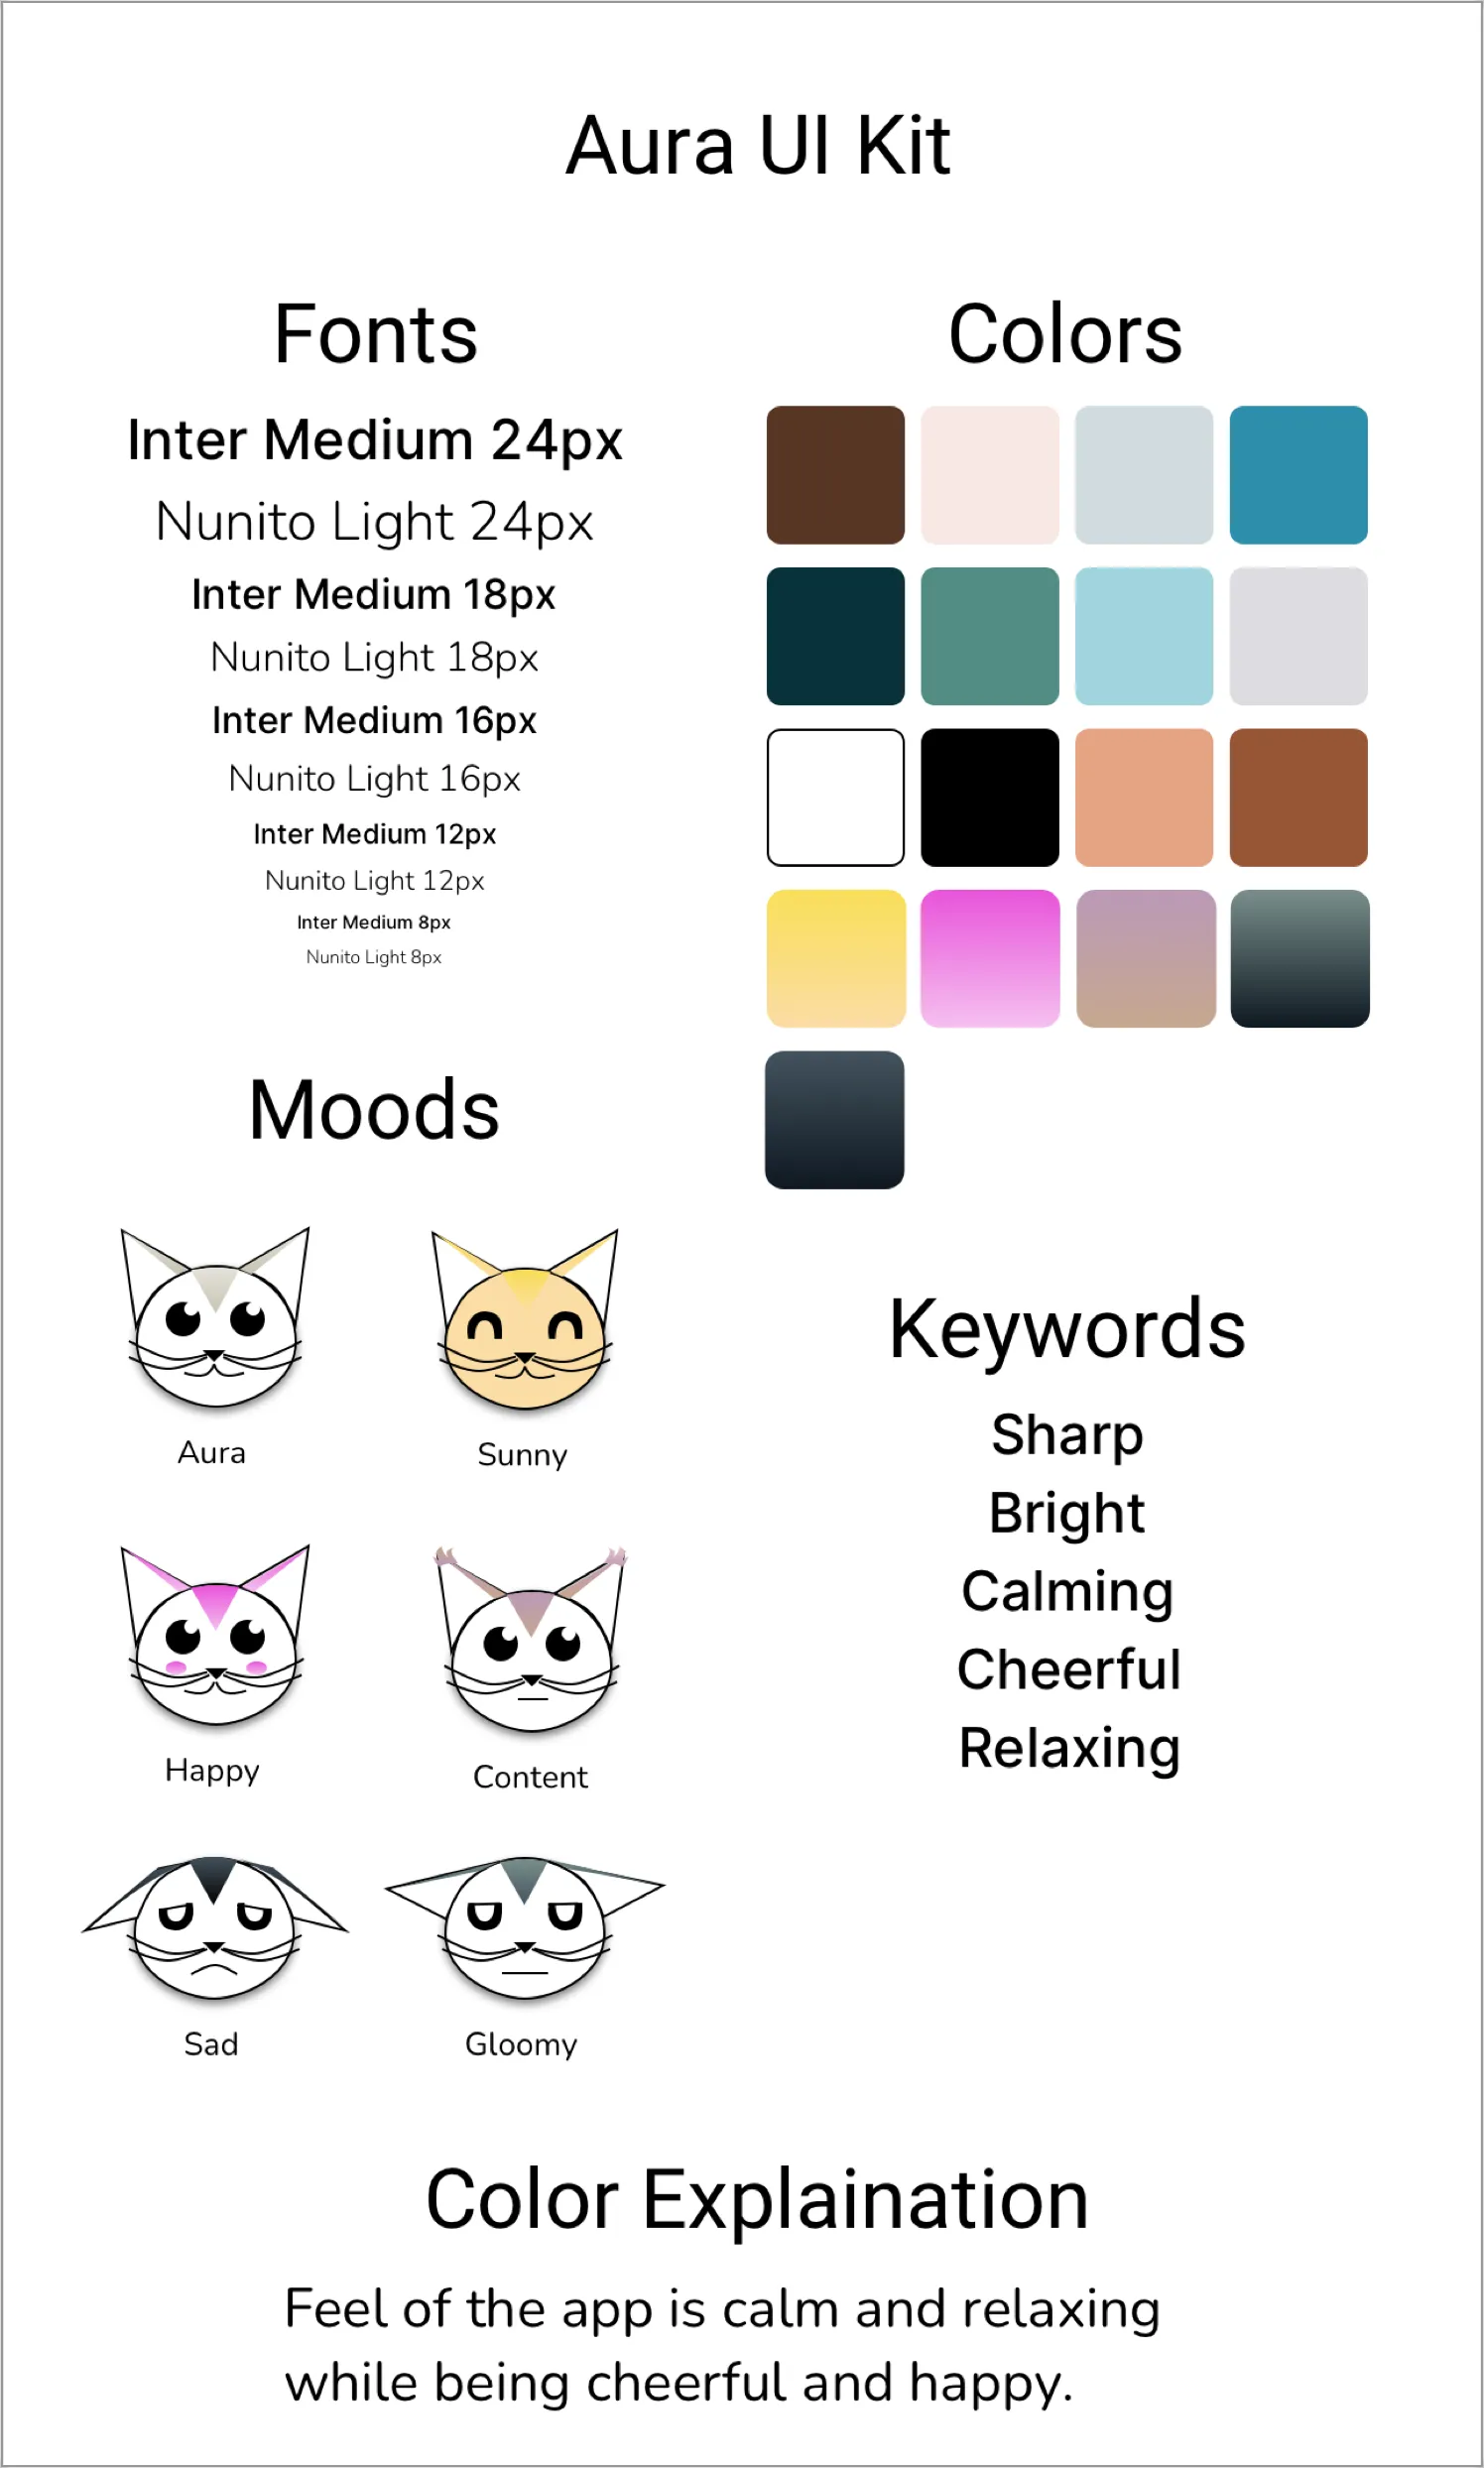 Aura UI Kit
Fonts
Inter Medium 24px
Nunito Light 24px
Inter Medium 18px
Nunito Light 18px
Inter Medium 16px
Nunito Light 16px
Inter Medium 12px
Nunito Light 12px
Inter Medium 8px
Nunito Light 8px
Colors
Moods
Aura
Sunny
Happy
Content
Sad
Gloomy
Keywords
Sharp
Bright
Calming
Cheerful
Relaxing
Color Explaination
Feel of the app is calm and relaxing
while being cheerful and happy.